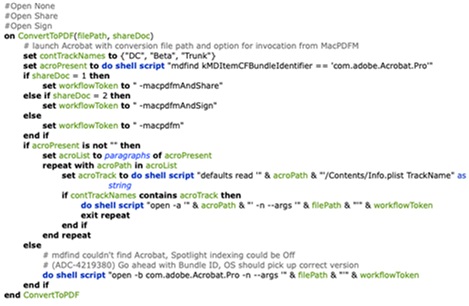 #Open None
#Open Share
#Open Sign
on ConvertToPDF(filePath, shareDoc)
# launch Acrobat with conversion file path and option for invocation from MacPDFM
set contTrackNames to {"DC", "Beta", "Trunk"}
set acroPresent to do shell script "mdfind kMDItemCFBundleIdentifier == 'com.adobe.Acrobat.Pro'"
if shareDoc = 1 then
set workflowToken to " -macpdfmAndShare"
else if shareDoc = 2 then
set workflowToken to " -macpdfmAndSign"
else
set workflowToken to " -macpdfm"
end if
if acroPresent is not "" then
set acroList to paragraphs of acroPresent
repeat with acroPath in acroList
set acroTrack to do shell script "defaults read '" & acroPath & "'/Contents/Info.plist TrackName" as
string
if contTrackNames contains acroTrack then
do shell script "open -a '" & acroPath & "' -n --args '" & filePath & "'" & workflowToken
exit repeat
end if
end repeat
else
# mdfind couldn't find Acrobat, Spotlight indexing could be Off
# (ADC-4219380) Go ahead with Bundle ID, OS should pick up correct version
do shell script "open -b com.adobe.Acrobat.Pro -n --args '" & filePath & "'" & workflowToken
end if
end ConvertToPDF